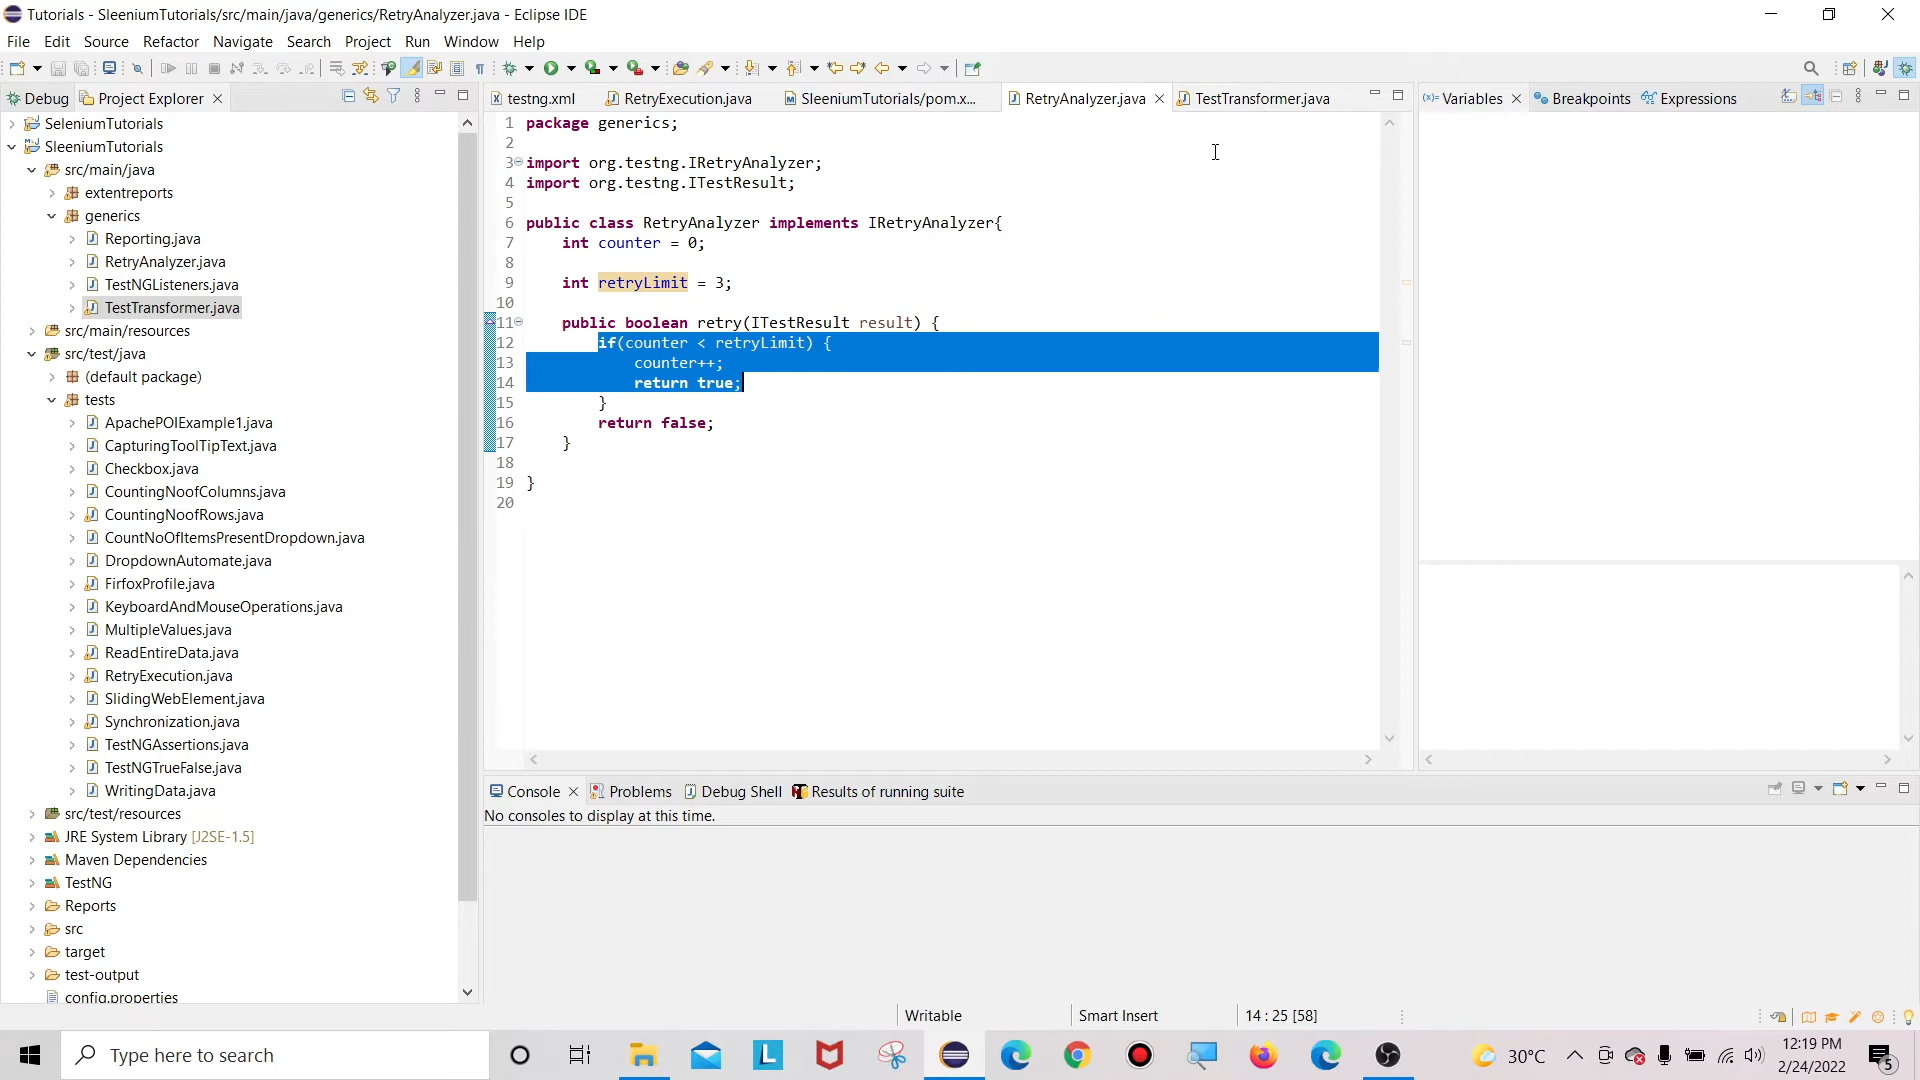 Tutorials - SleeniumTutorials/src/main/java/generics/RetryAnalyzer.java - Eclipse IDE
File Edit Source Refactor Navigate Search Project Run Window Help
Debug Project Explorer
testng.xml RetryExecution.java SleeniumTutorials/pom.x... RetryAnalyzer.java TestTransformer.java
(x)= Variables Breakpoints Expressions
SeleniumTutorials
SleeniumTutorials
src/main/java
extentreports
generics
Reporting.java
RetryAnalyzer.java
TestNGListeners.java
TestTransformer.java
src/main/resources
src/test/java
(default package)
tests
ApachePOIExample1.java
CapturingToolTipText.java
Checkbox.java
CountingNoofColumns.java
CountingNoofRows.java
CountNoOfItemsPresentDropdown.java
DropdownAutomate.java
FirfoxProfile.java
KeyboardAndMouseOperations.java
MultipleValues.java
ReadEntireData.java
RetryExecution.java
SlidingWebElement.java
Synchronization.java
TestNGAssertions.java
TestNGTrueFalse.java
WritingData.java
src/test/resources
JRE System Library [J2SE-1.5]
Maven Dependencies
TestNG
Reports
src
target
test-output
config.properties
1 package generics;
2
3 import org.testng.IRetryAnalyzer;
4 import org.testng.ITestResult;
5
6 public class RetryAnalyzer implements IRetryAnalyzer{
7 int counter = 0;
8
9 int retryLimit = 3;
10
11 public boolean retry(ITestResult result) {
12 if(counter < retryLimit) {
13 counter++;
14 return true;
15 }
16 return false;
17 }
18
19 }
20
Console Problems Debug Shell Results of running suite
No consoles to display at this time.
Writable Smart Insert 14 : 25 [58]
Type here to search
30°C
12:19 PM
2/24/2022
5